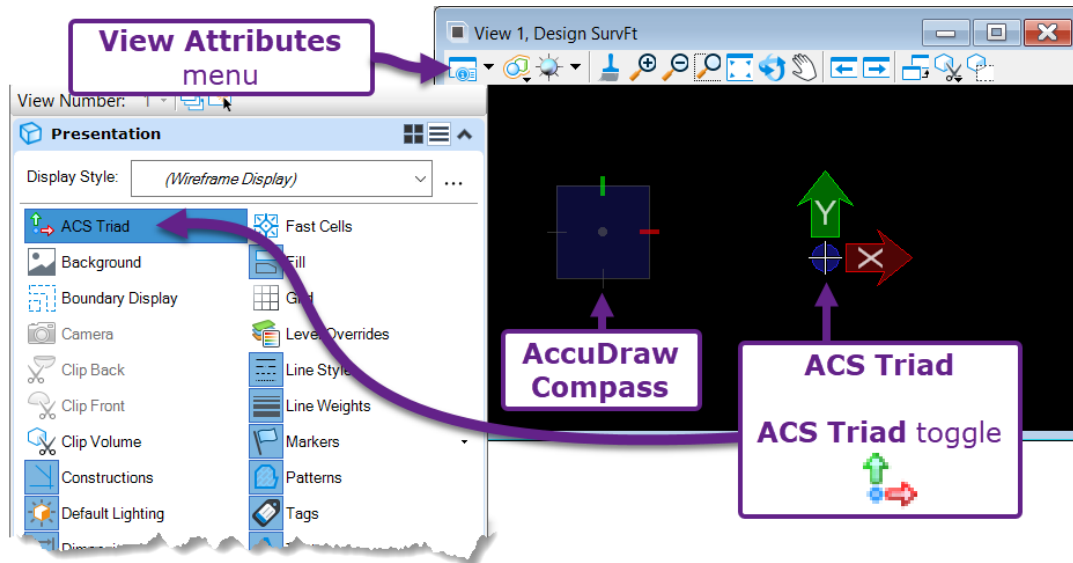 View Attributes
menu
View 1, Design SurvFt
View Number: 1
Presentation
Display Style: (Wireframe Display) ...
ACS Triad
Fast Cells
Background
Fill
Boundary Display
Grid
Camera
Level Overrides
Clip Back
Line Styles
Clip Front
Line Weights
Clip Volume
Markers
Constructions
Patterns
Default Lighting
Tags
Y
X
AccuDraw
Compass
ACS Triad
ACS Triad toggle